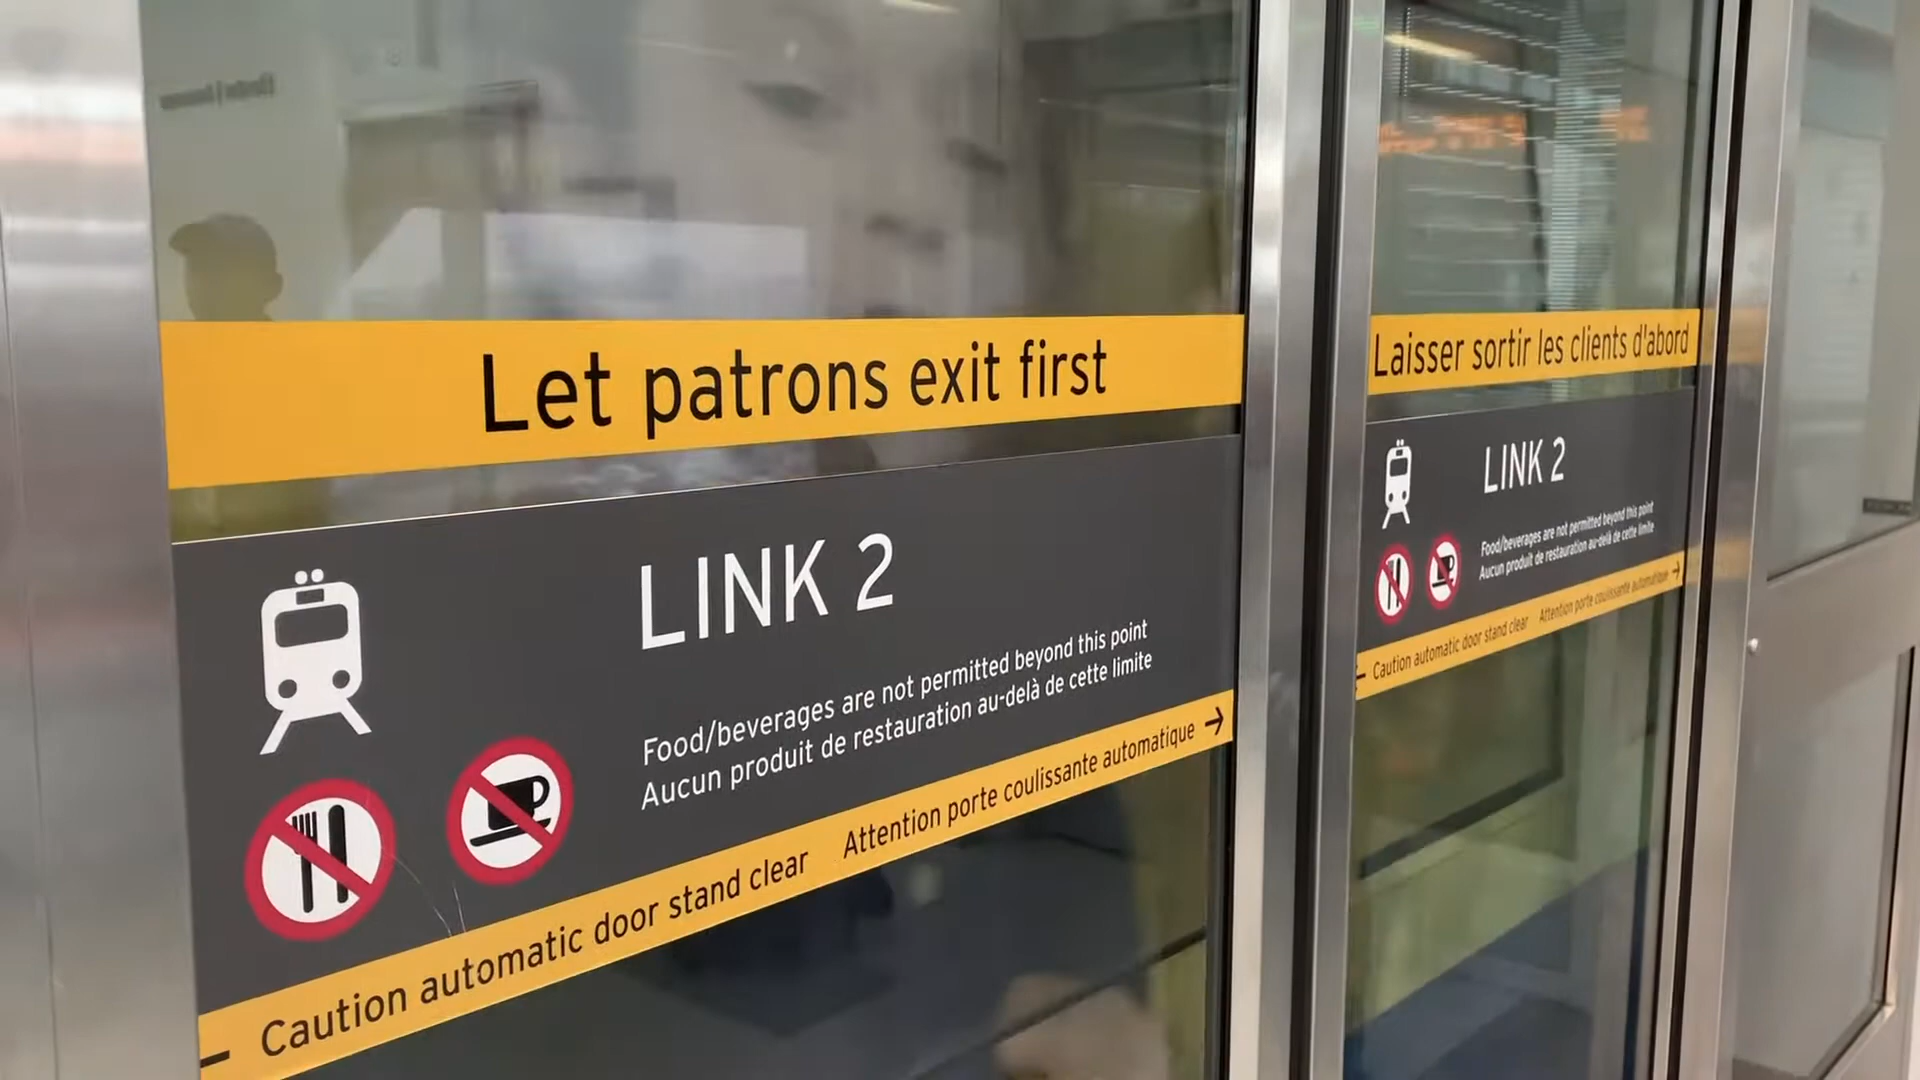 Let patrons exit first
LINK 2
Food/beverages are not permitted beyond this point
Aucun produit de restauration au-delà de cette limite
Caution automatic door stand clear Attention porte coulissante automatique
Laisser sortir les clients d'abord
LINK 2
Food/beverages are not permitted beyond this point
Aucun produit de restauration au-delà de cette limite
Caution automatic door stand clear Attention porte coulissante automatique